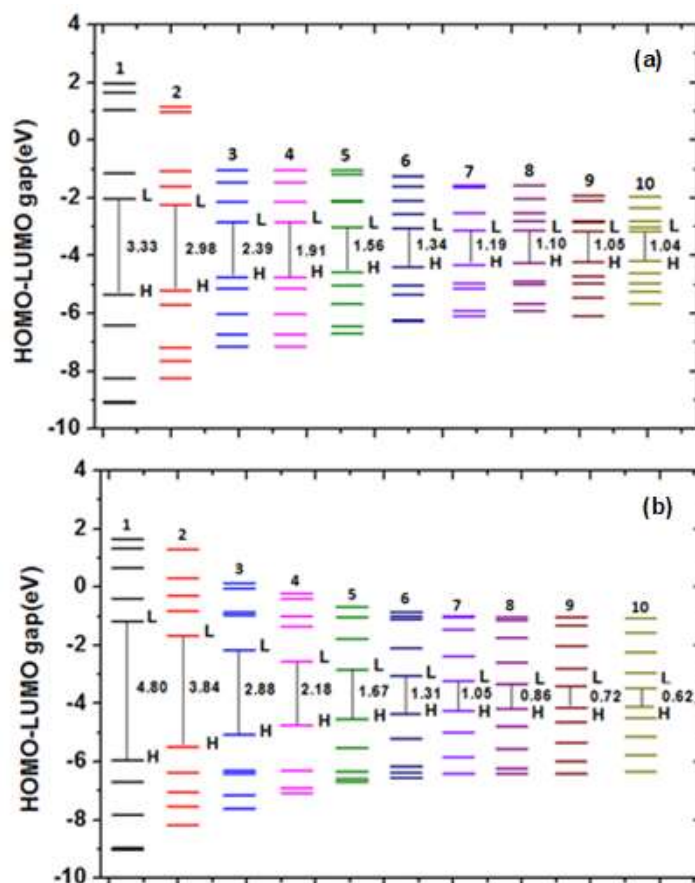 (a)
HOMO-LUMO gap(eV)
4
2
0
-2
-4
-6
-8
-10
1 2 3 4 5 6 7 8 9 10
L L L L L L L L L L
3.33 2.98 2.39 1.91 1.56 1.34 1.19 1.10 1.05 1.04
H H H H H H H H H H
(b)
HOMO-LUMO gap(eV)
4
2
0
-2
-4
-6
-8
-10
1 2 3 4 5 6 7 8 9 10
L L L L L L L L L L
4.80 3.84 2.88 2.18 1.67 1.31 1.05 0.86 0.72 0.62
H H H H H H H H H H